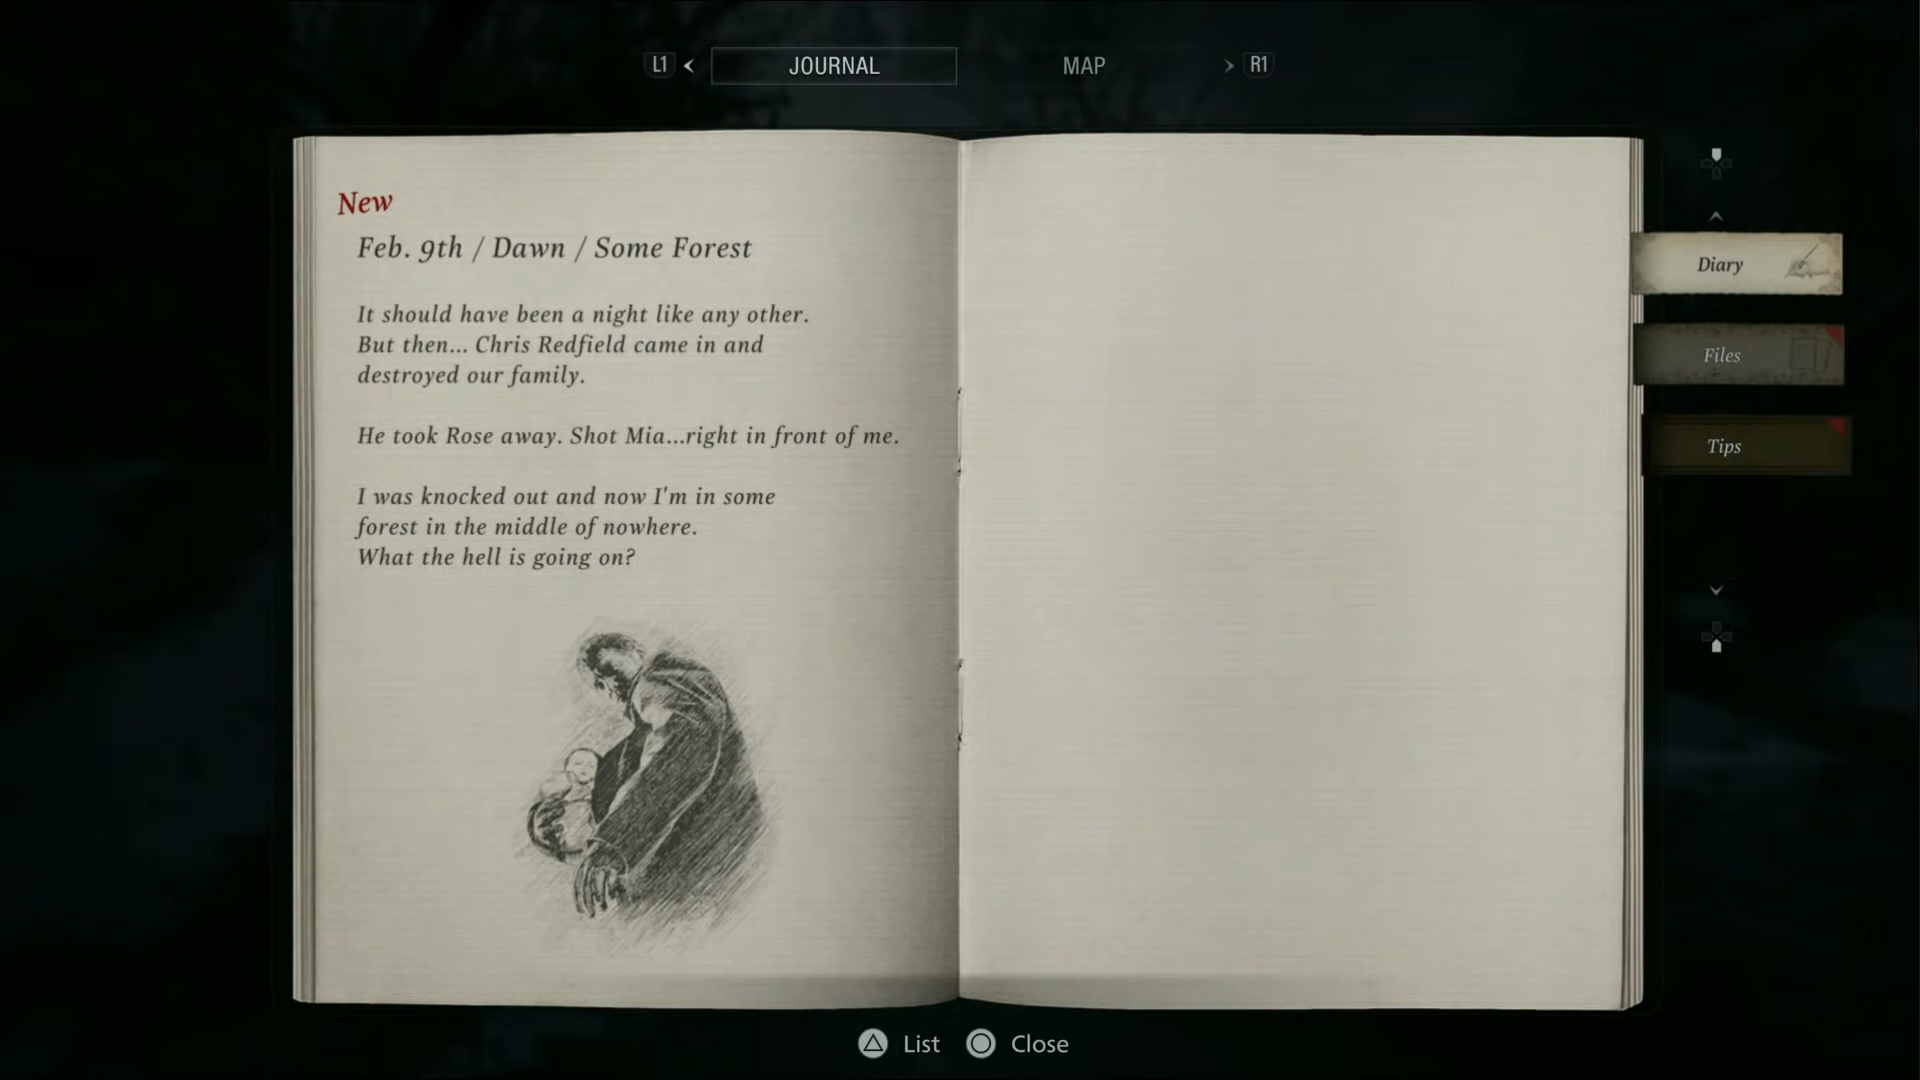 L1 JOURNAL MAP R1
New
Feb. 9th / Dawn / Some Forest
It should have been a night like any other.
But then... Chris Redfield came in and
destroyed our family.
He took Rose away. Shot Mia...right in front of me.
I was knocked out and now I'm in some
forest in the middle of nowhere.
What the hell is going on?
Diary
Files
Tips
List Close